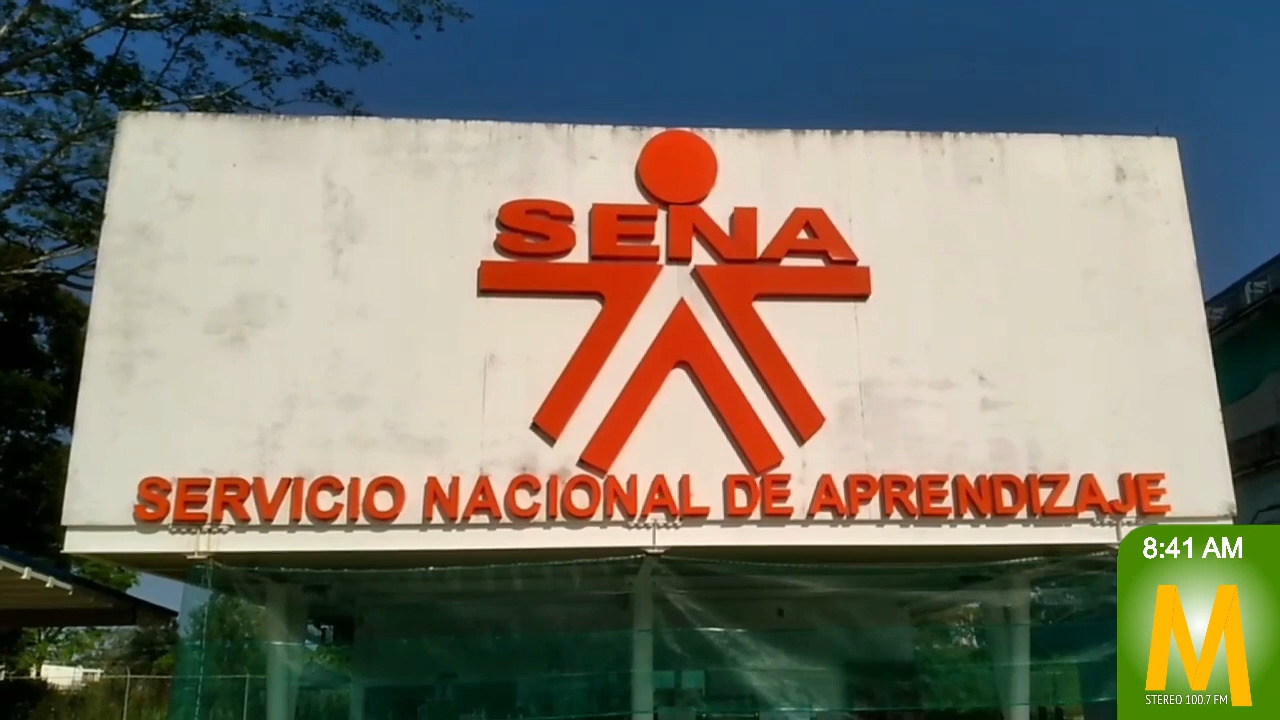 SENA
SERVICIO NACIONAL DE APRENDIZAJE
8:41 AM
M
STEREO 100.7 FM